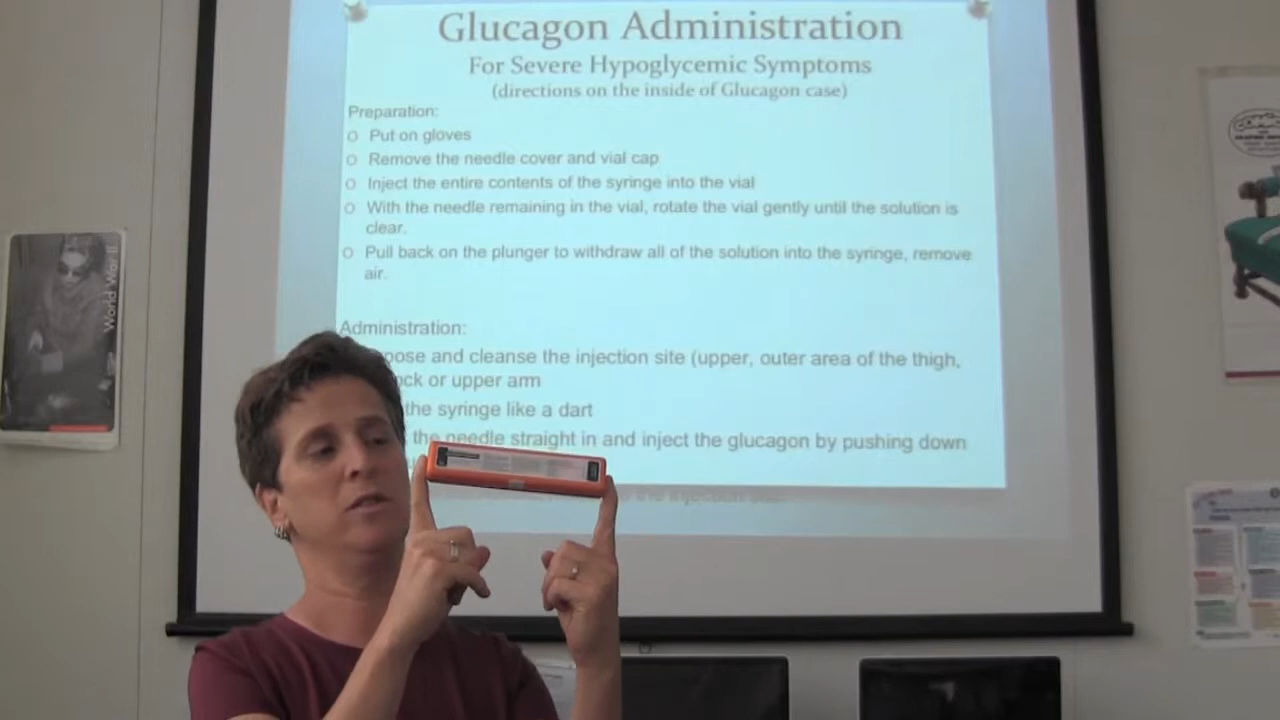 Glucagon Administration
For Severe Hypoglycemic Symptoms
(directions on the inside of Glucagon case)
Preparation:
o Put on gloves
o Remove the needle cover and vial cap
o Inject the entire contents of the syringe into the vial
o With the needle remaining in the vial, rotate the vial gently until the solution is
clear.
o Pull back on the plunger to withdraw all of the solution into the syringe, remove
air.
Administration:
and cleanse the injection site (upper, outer area of the thigh,
or upper arm
the syringe like a dart
the needle straight in and inject the glucagon by pushing down
World War II